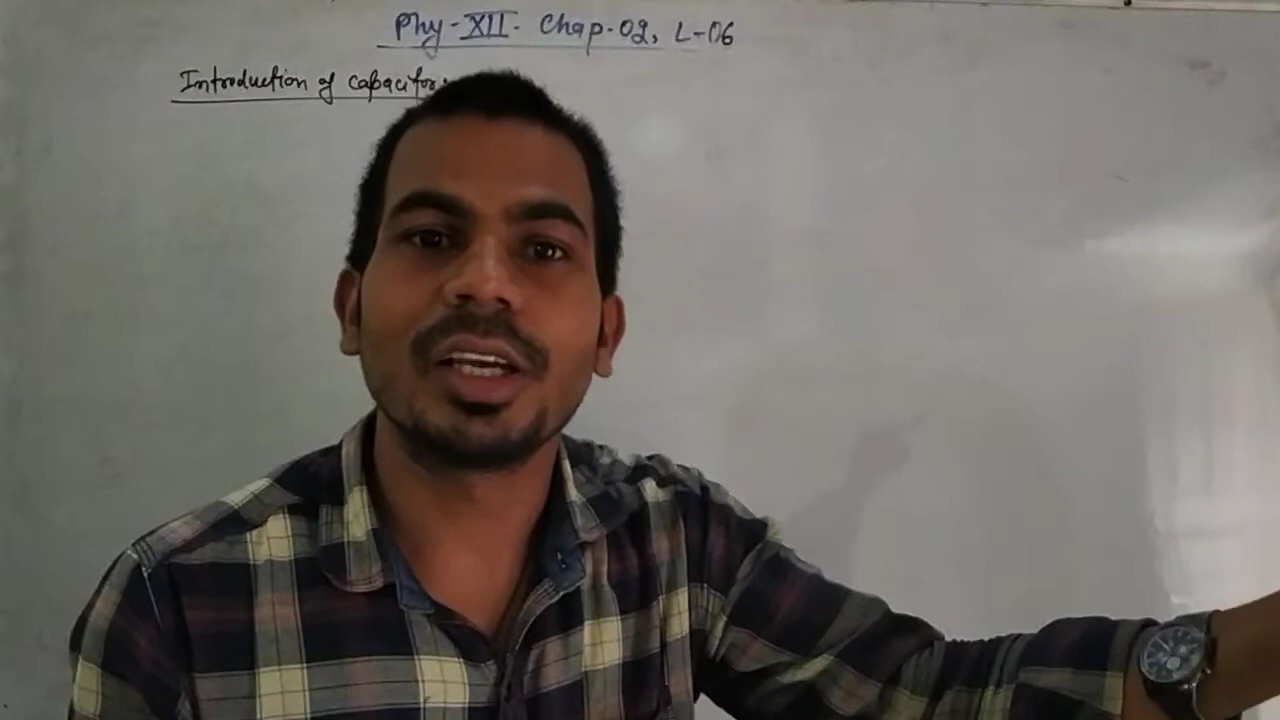 Phy-XII. Chap-02, L-06
Introduction of capacitor